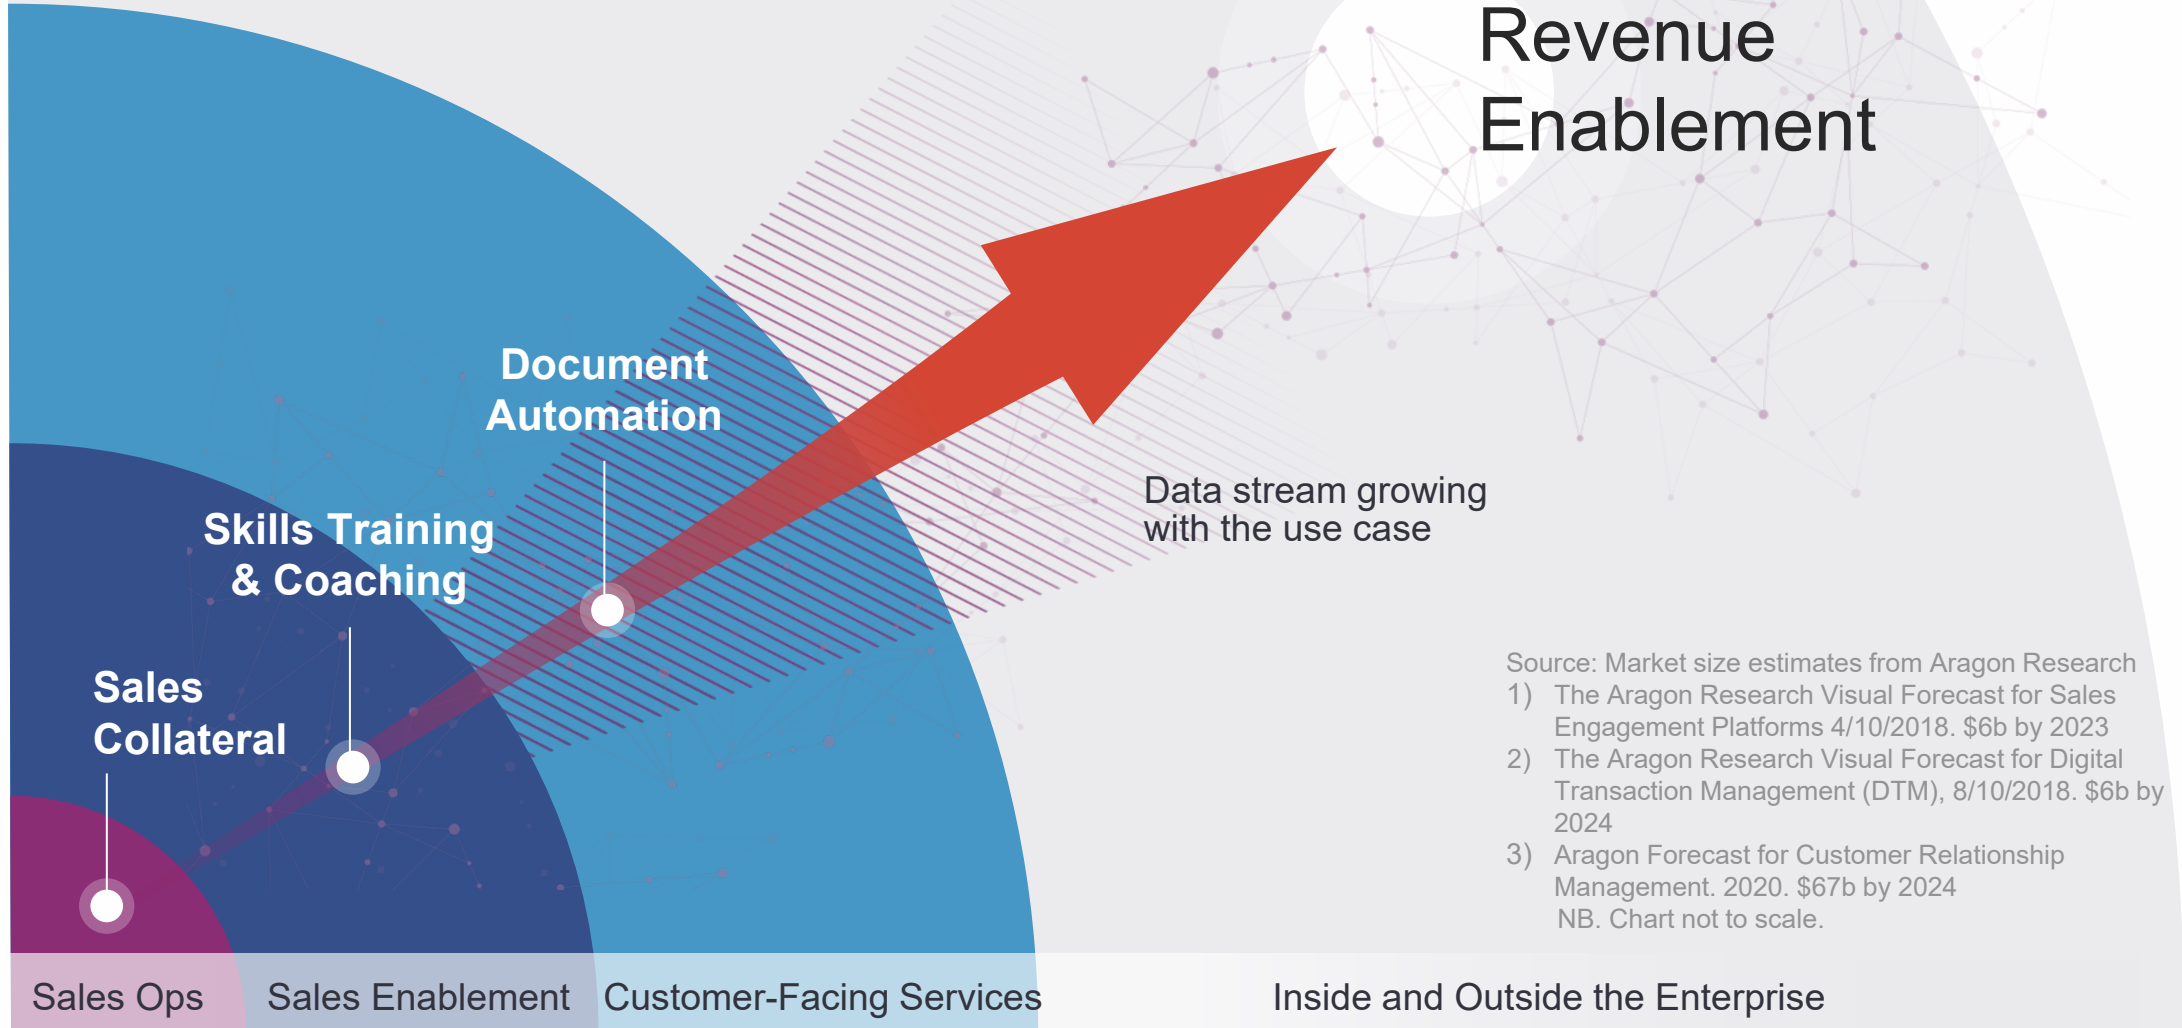 Revenue
Enablement
Document
Automation
Skills Training
& Coaching
Sales
Collateral
Data stream growing
with the use case
Source: Market size estimates from Aragon Research
1) The Aragon Research Visual Forecast for Sales
Engagement Platforms 4/10/2018. $6b by 2023
2) The Aragon Research Visual Forecast for Digital
Transaction Management (DTM), 8/10/2018. $6b by
2024
3) Aragon Forecast for Customer Relationship
Management. 2020. $67b by 2024
NB. Chart not to scale.
Sales Ops
Sales Enablement
Customer-Facing Services
Inside and Outside the Enterprise